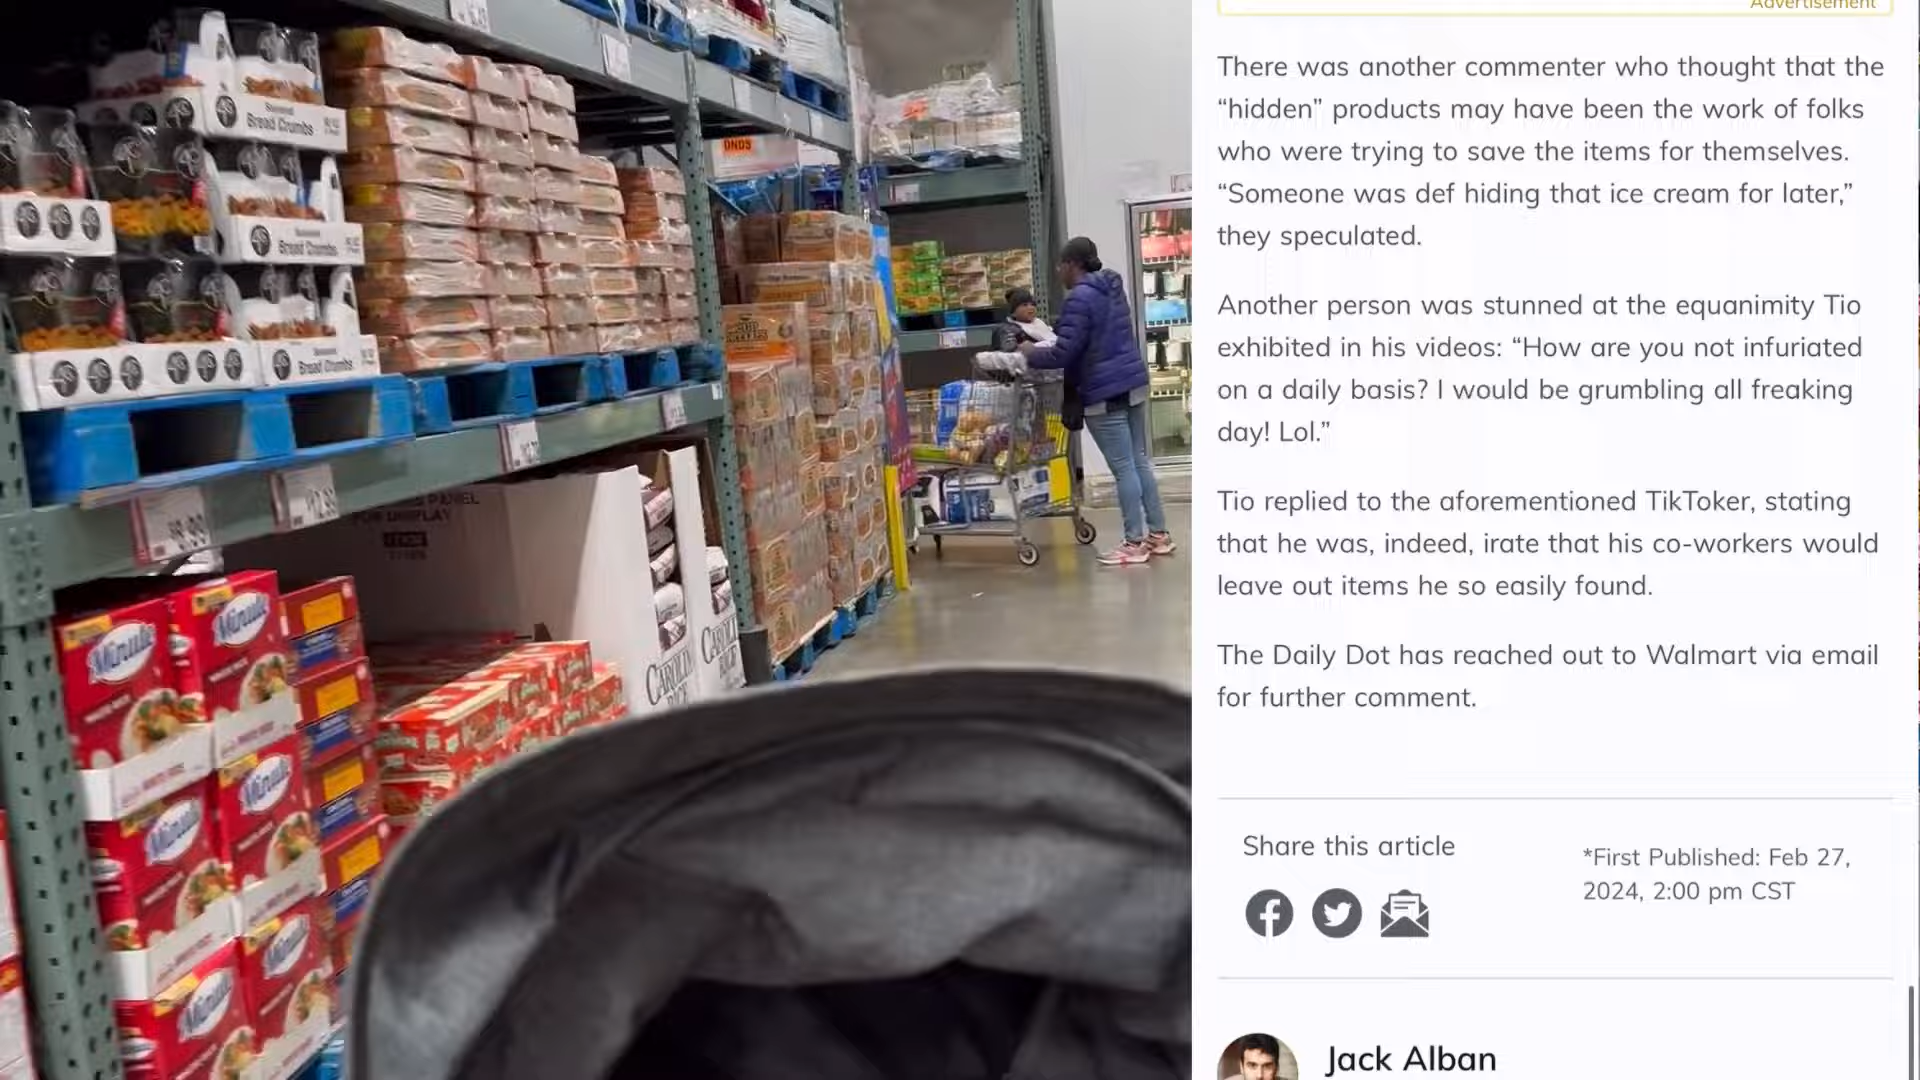 Bread Crumbs
Bread Crumbs
Bread Crumbs
Minute
Minute
Minute
Minute
Minute
Minute
Advertisement
There was another commenter who thought that the
“hidden” products may have been the work of folks
who were trying to save the items for themselves.
“Someone was def hiding that ice cream for later,”
they speculated.
Another person was stunned at the equanimity Tio
exhibited in his videos: “How are you not infuriated
on a daily basis? I would be grumbling all freaking
day! Lol.”
Tio replied to the aforementioned TikToker, stating
that he was, indeed, irate that his co-workers would
leave out items he so easily found.
The Daily Dot has reached out to Walmart via email
for further comment.
Share this article
*First Published: Feb 27,
2024, 2:00 pm CST
Jack Alban